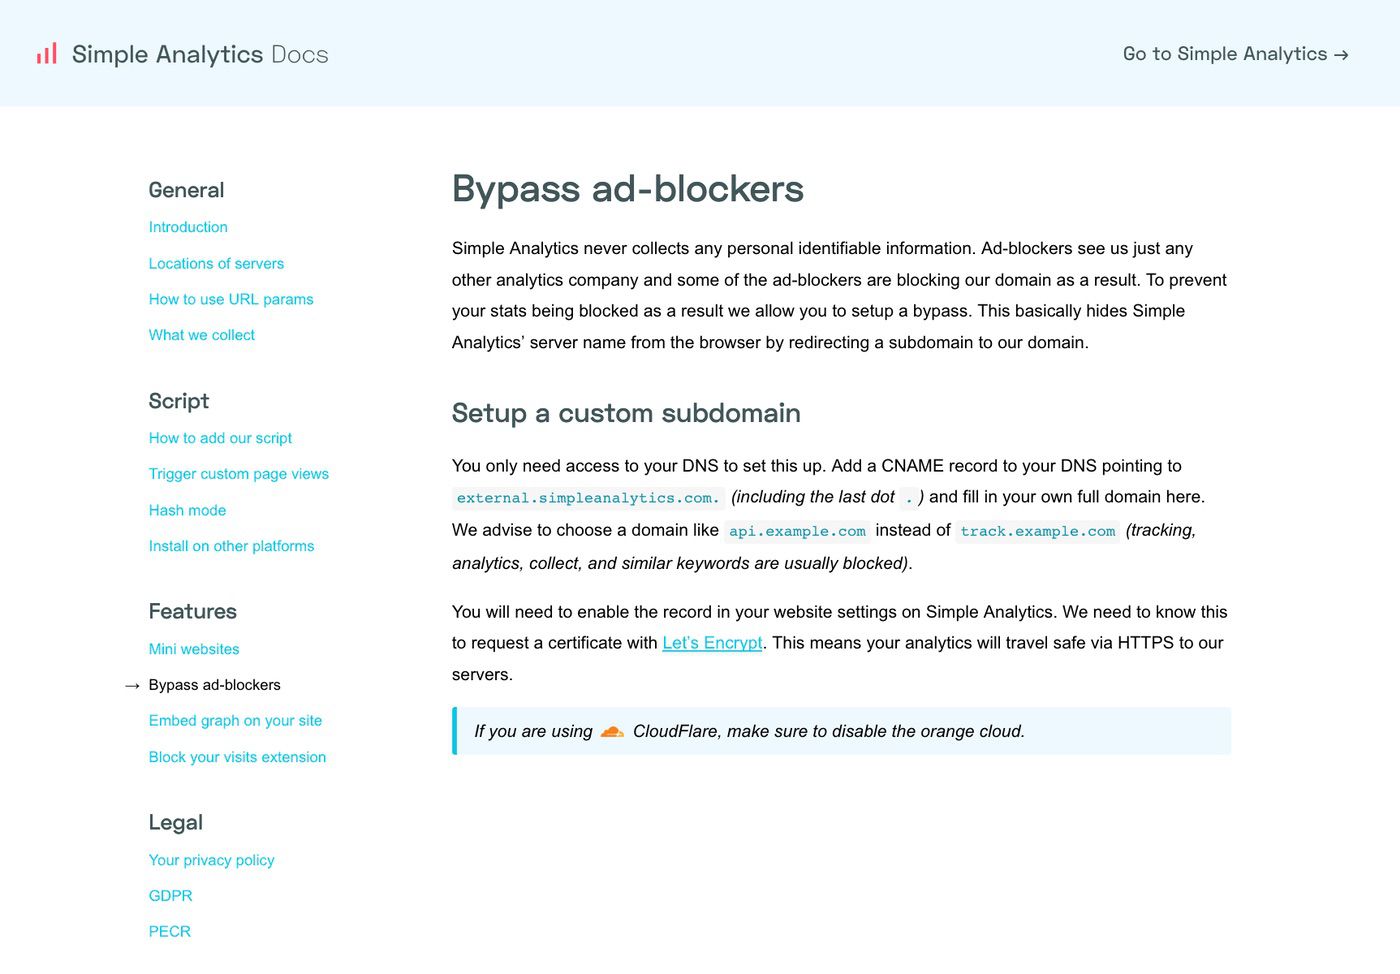 Simple Analytics Docs
Go to Simple Analytics →
General
Introduction
Locations of servers
How to use URL params
What we collect
Script
How to add our script
Trigger custom page views
Hash mode
Install on other platforms
Features
Mini websites
→ Bypass ad-blockers
Embed graph on your site
Block your visits extension
Legal
Your privacy policy
GDPR
PECR
Bypass ad-blockers
Simple Analytics never collects any personal identifiable information. Ad-blockers see us just any
other analytics company and some of the ad-blockers are blocking our domain as a result. To prevent
your stats being blocked as a result we allow you to setup a bypass. This basically hides Simple
Analytics’ server name from the browser by redirecting a subdomain to our domain.
Setup a custom subdomain
You only need access to your DNS to set this up. Add a CNAME record to your DNS pointing to
external.simpleanalytics.com. (including the last dot . ) and fill in your own full domain here.
We advise to choose a domain like api.example.com instead of track.example.com (tracking,
analytics, collect, and similar keywords are usually blocked).
You will need to enable the record in your website settings on Simple Analytics. We need to know this
to request a certificate with Let’s Encrypt. This means your analytics will travel safe via HTTPS to our
servers.
If you are using CloudFlare, make sure to disable the orange cloud.